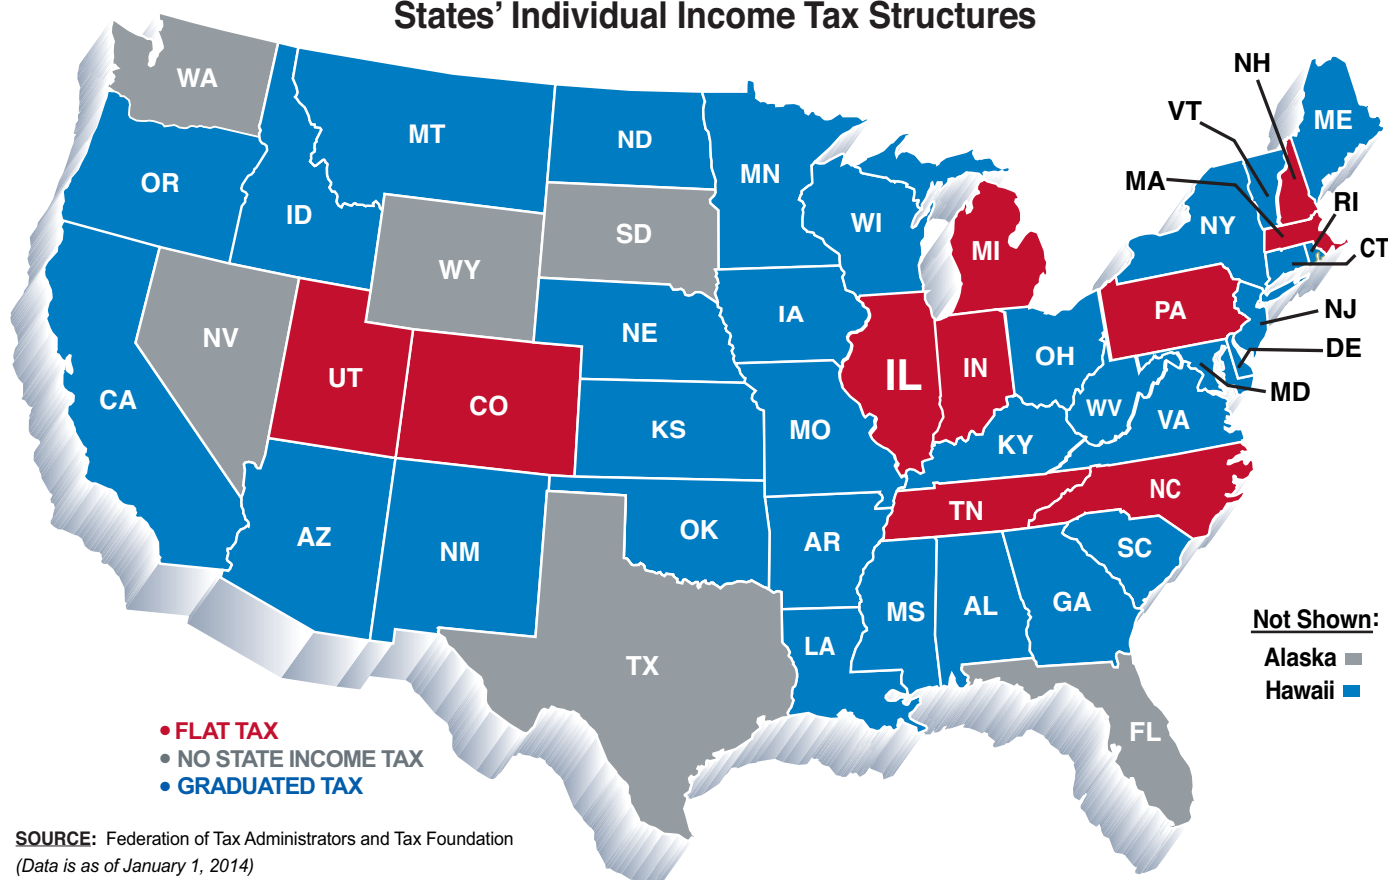 States’ Individual Income Tax Structures
NH
WA
VT
ME
MT
ND
MN
OR
MA
RI
ID
WI
NY
SD
CT
WY
MI
NV
NE
IA
PA
NJ
UT
IL
IN
OH
DE
CO
MD
CA
KS
MO
WV
VA
KY
NC
TN
AZ
NM
OK
AR
SC
MS
AL
GA
LA
TX
Not Shown:
Alaska
Hawaii
FL
• FLAT TAX
• NO STATE INCOME TAX
• GRADUATED TAX
SOURCE: Federation of Tax Administrators and Tax Foundation
(Data is as of January 1, 2014)